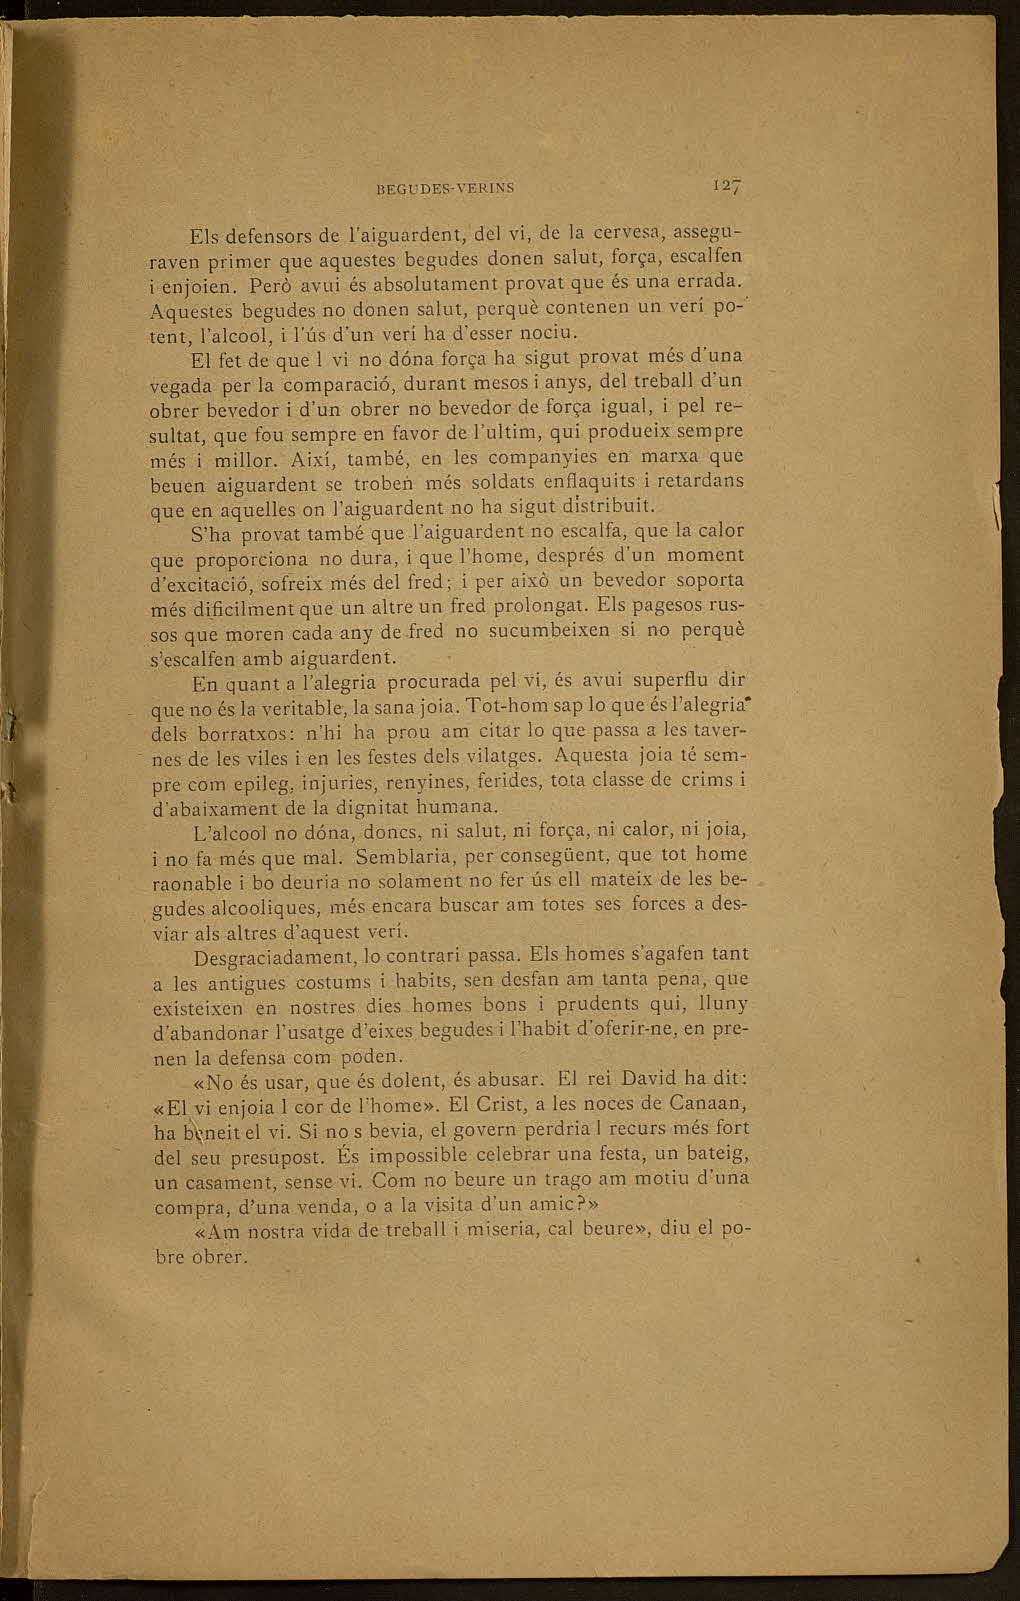 BEGUDES-VERINS 127
Els defensors de l'aiguardent, del vi, de la cervesa, assegu-
raven primer que aquestes begudes donen salut, força, escalfen
i enjoien. Però avui és absolutament provat que és una errada.
Aquestes begudes no donen salut, perquè contenen un verí po-
tent, l'alcool, i l'ús d'un verí ha d'esser nociu.
El fet de que l vi no dóna força ha sigut provat més d'una
vegada per la comparació, durant mesos i anys, del treball d'un
obrer bevedor i d'un obrer no bevedor de força igual, i pel re-
sultat, que fou sempre en favor de l'ultim, qui produeix sempre
més i millor. Així, també, en les companyies en marxa que
beuen aiguardent se troben més soldats enflaquits i retardans
que en aquelles on l'aiguardent no ha sigut distribuit.
S'ha provat també que l'aiguardent no escalfa, que la calor
que proporciona no dura, i que l'home, després d'un moment
d'excitació, sofreix més del fred; i per això un bevedor soporta
més dificilment que un altre un fred prolongat. Els pagesos rus-
sos que moren cada any de fred no sucumbeixen si no perquè
s'escalfen amb aiguardent.
En quant a l'alegria procurada pel vi, és avui superflu dir
que no és la veritable, la sana joia. Tot-hom sap lo que és l'alegria
dels borratxos: n'hi ha prou am citar lo que passa a les taver-
nes de les viles i en les festes dels vilatges. Aquesta joia té sem-
pre com epileg, injuries, renyines, ferides, tota classe de crims i
d'abaixament de la dignitat humana.
L'alcool no dóna, doncs, ni salut, ni força, ni calor, ni joia,
i no fa més que mal. Semblaria, per consegüent, que tot home
raonable i bo deuria no solament no fer ús ell mateix de les be-
gudes alcooliques, més encara buscar am totes ses forces a des-
viar als altres d'aquest verí.
Desgraciadament, lo contrari passa. Els homes s'agafen tant
a les antigues costums i habits, sen desfan am tanta pena, que
existeixen en nostres dies homes bons i prudents qui, lluny
d'abandonar l'usatge d'eixes begudes i l'habit d'oferir-ne, en pre-
nen la defensa com poden.
«No és usar, que és dolent, és abusar. El rei David ha dit:
«El vi enjoia l cor de l'home». El Crist, a les noces de Canaan,
ha beneit el vi. Si no s bevia, el govern perdria l recurs més fort
del seu presupost. És impossible celebrar una festa, un bateig,
un casament, sense vi. Com no beure un trago am motiu d'una
compra, d'una venda, o a la visita d'un amic?»
«Am nostra vida de treball i miseria, cal beure», diu el po-
bre obrer.